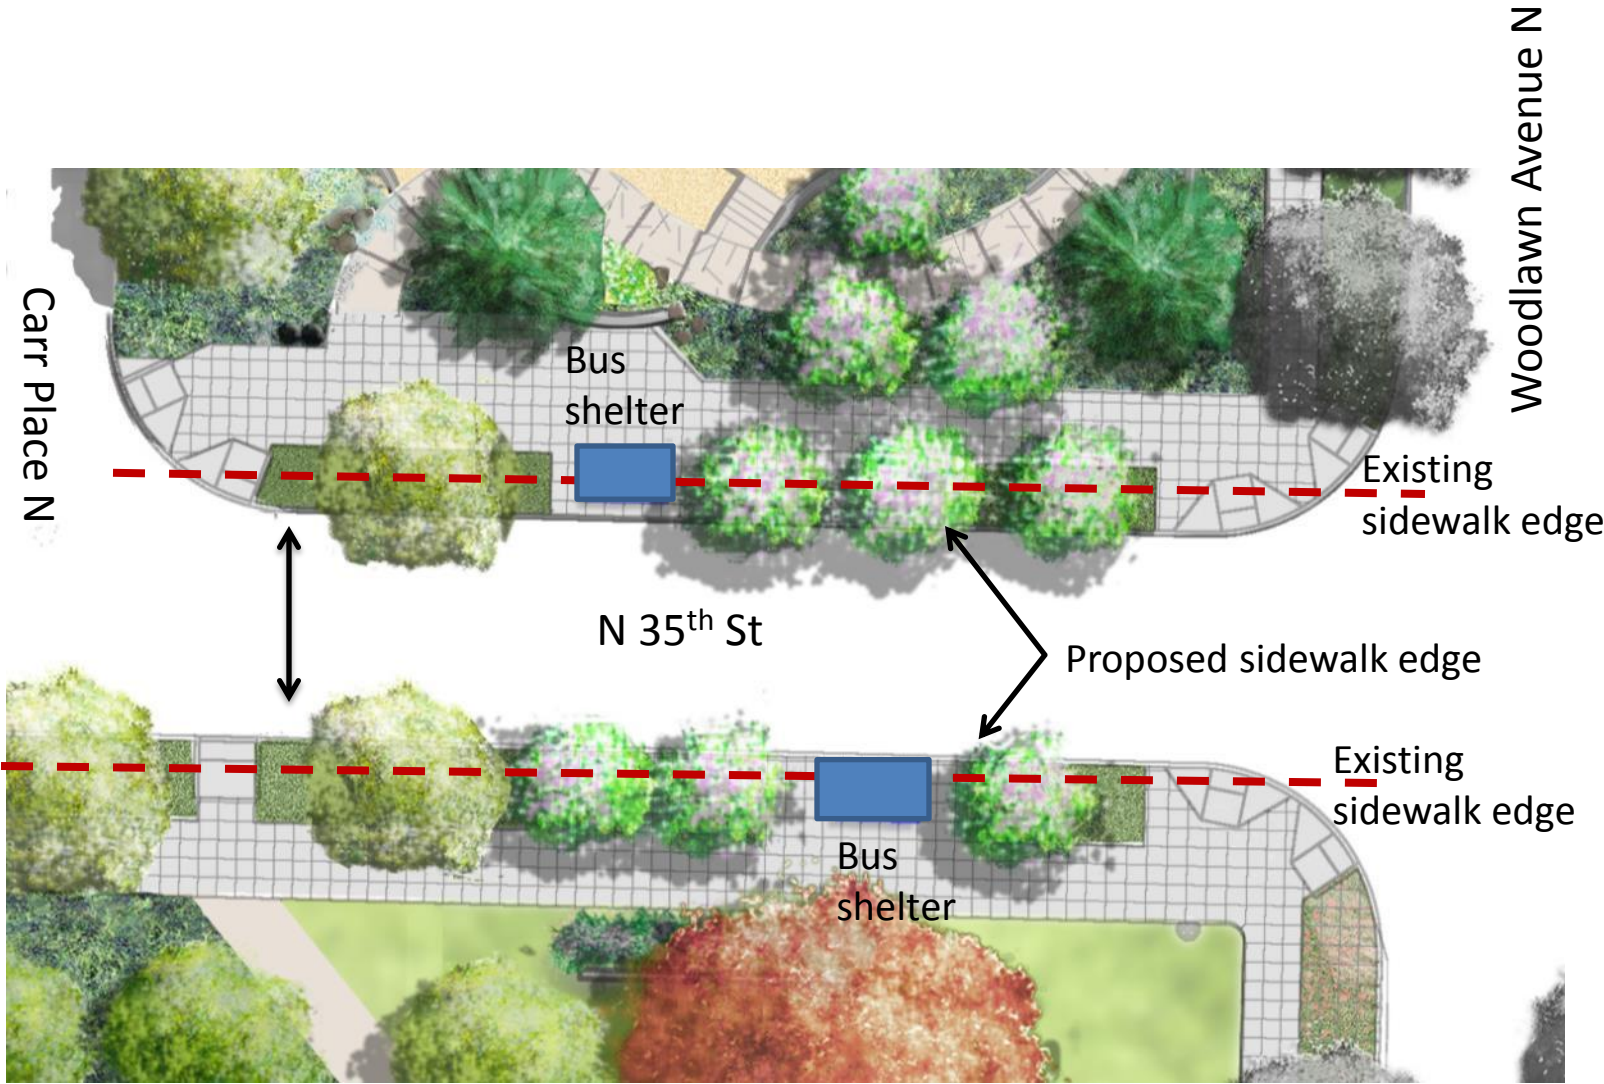 Woodlawn Avenue N
Carr Place N
Bus
shelter
Existing
sidewalk edge
N 35th St
Proposed sidewalk edge
Existing
sidewalk edge
Bus
shelter